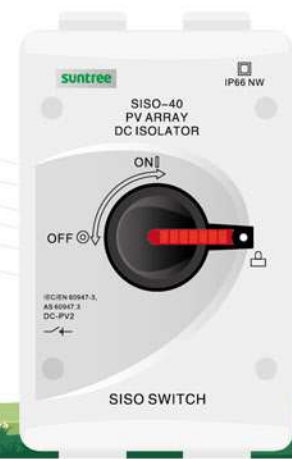 suntree
IP66 NW
SISO-40
PV ARRAY
DC ISOLATOR
ON
OFF
IEC/EN 60947-3,
AS 60947.3
DC-PV2
SISO SWITCH